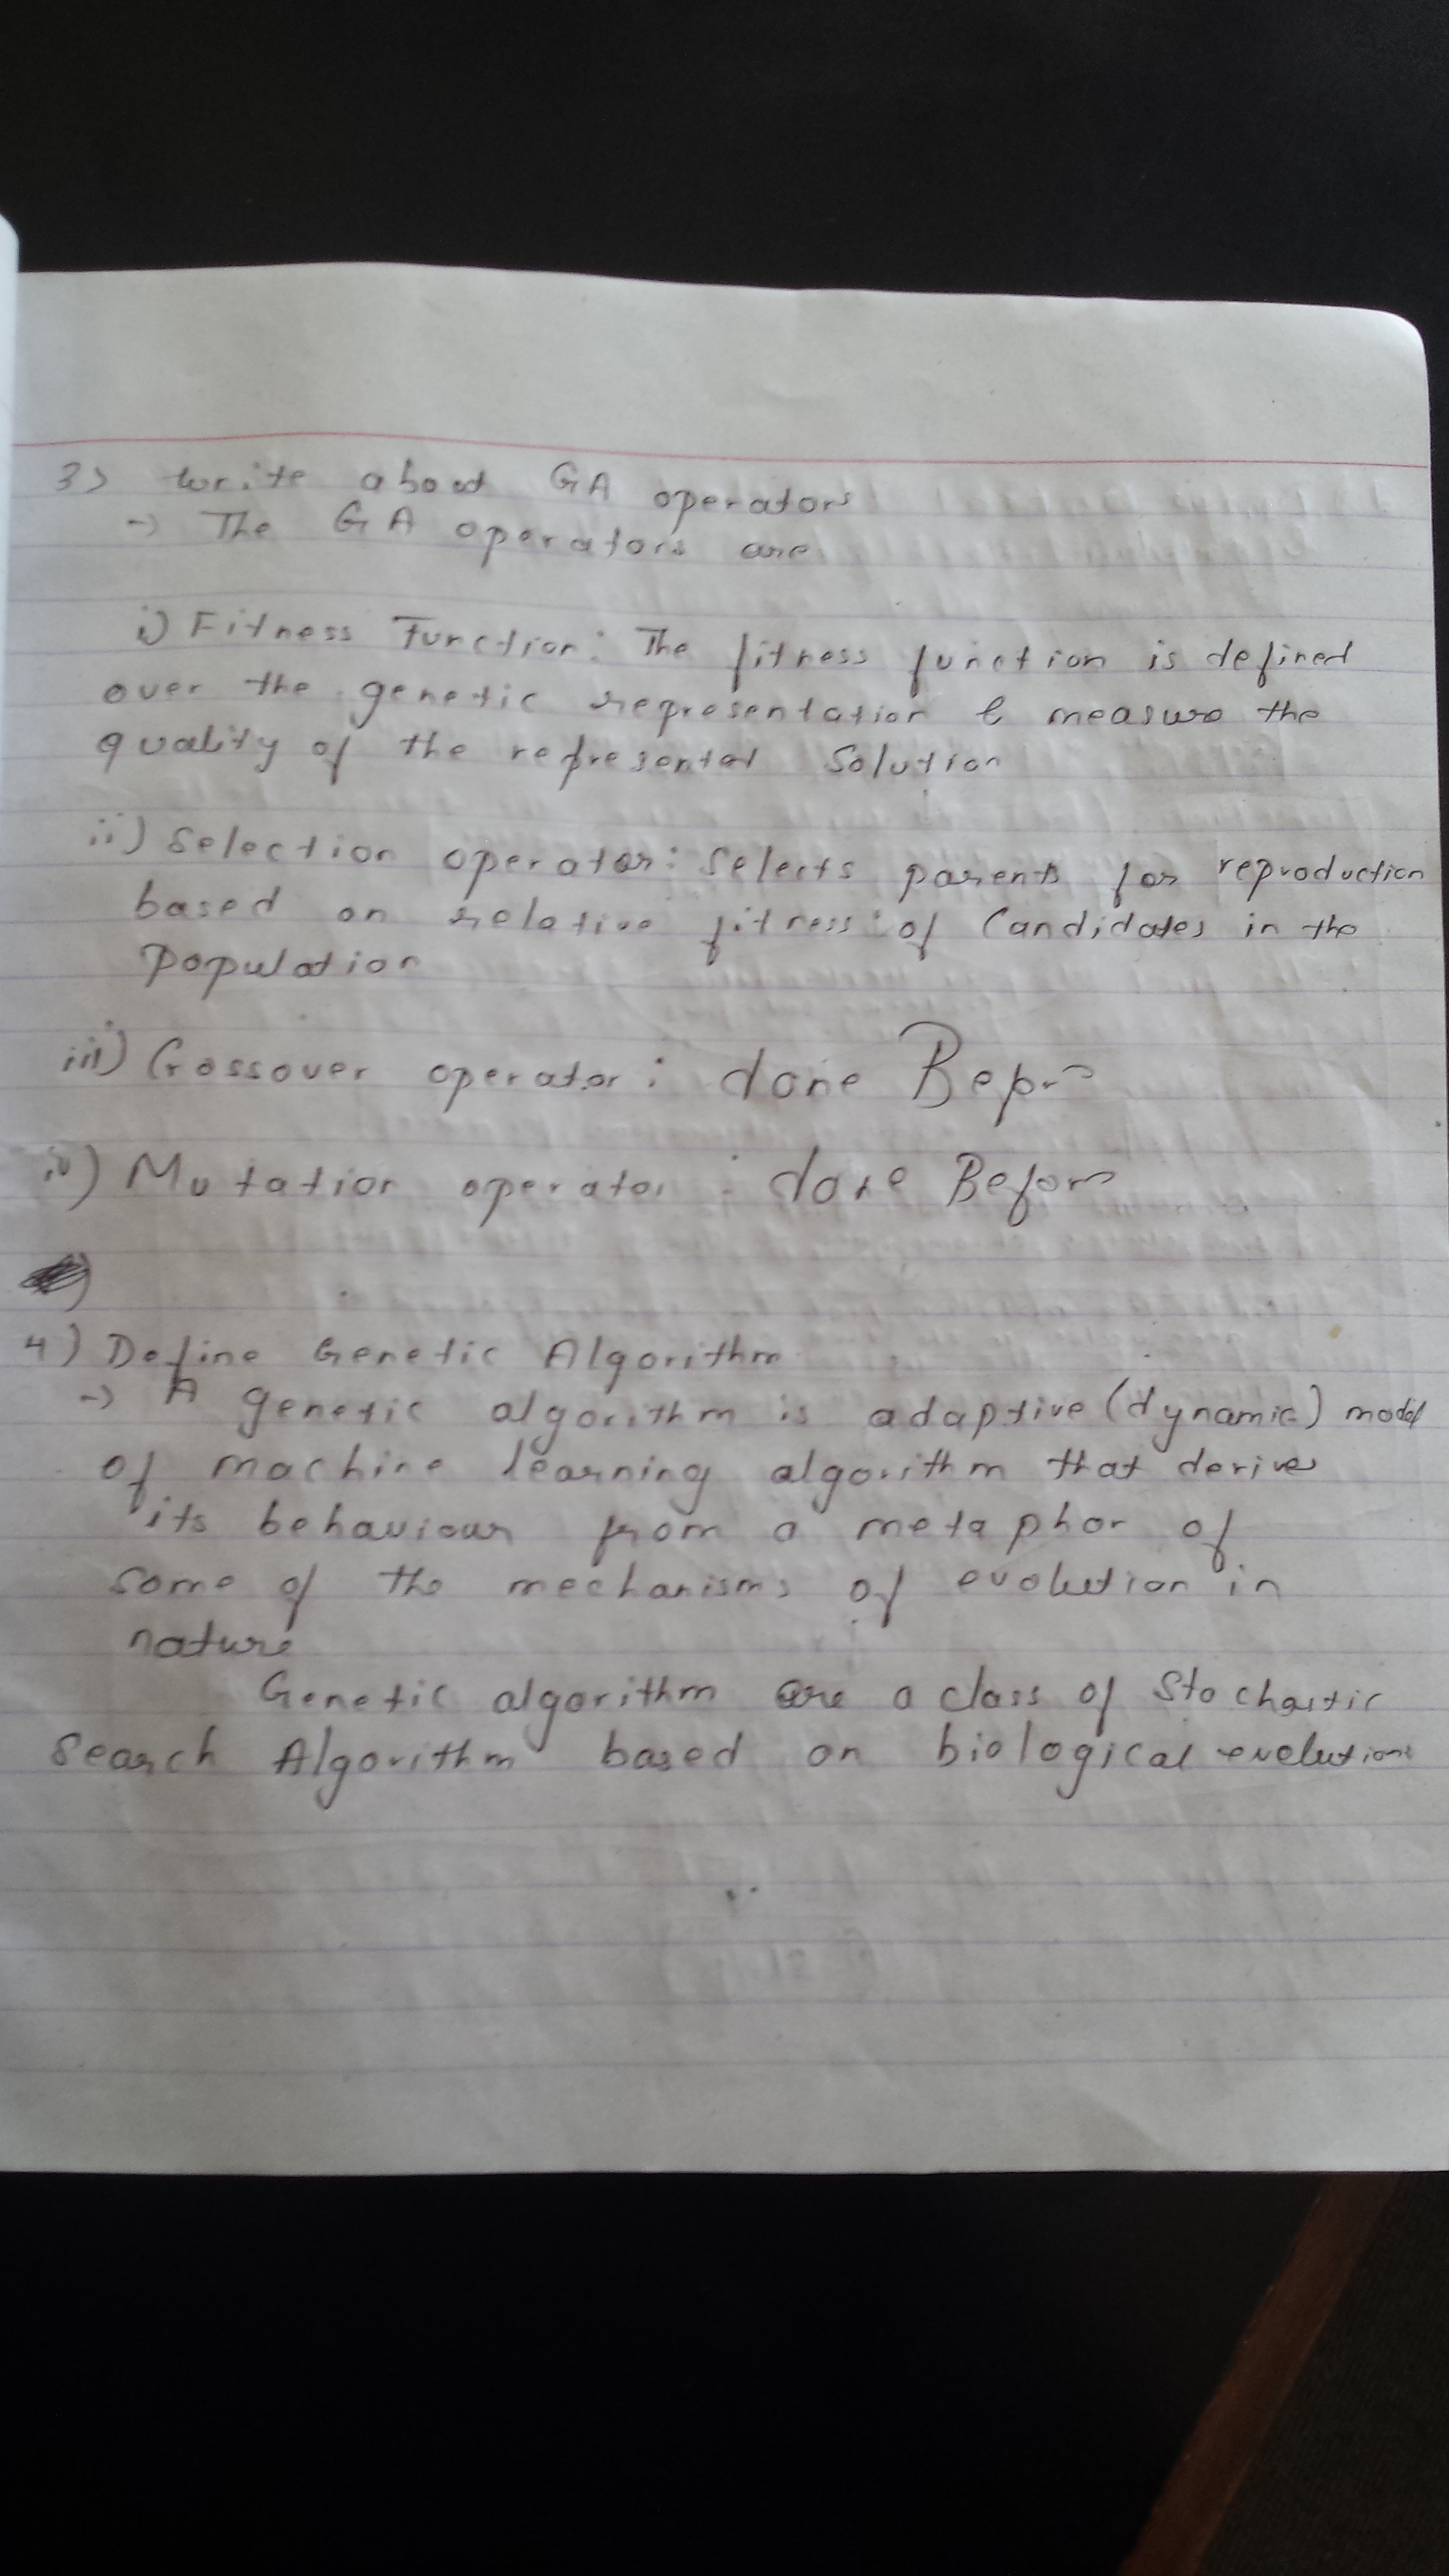 3) write about GA operators
→ The GA operators are
i) Fitness Function: The fitness function is defined
over the genetic representation & measure the
quality of the represented solution
ii) Selection operator: Selects parents for reproduction
based on relative fitness of Candidates in the
Population
iii) Crossover operator: done
iv) Mutation operator: done Before
4) Define Genetic Algorithm
→ A genetic algorithm is adaptive (dynamic) model
of machine learning algorithm that derives
its behaviour from a metaphor of
some of the mechanisms of evolution in
nature
Genetic algorithm are a class of Stochastic
Search Algorithm based on biological evolution